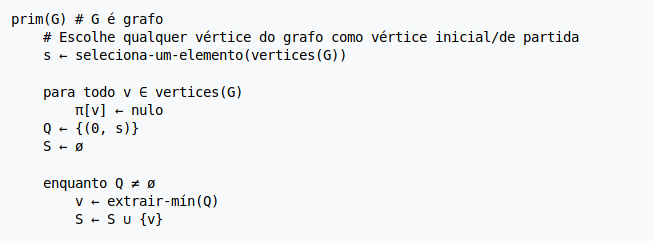 prim(G) # G é grafo
# Escolhe qualquer vértice do grafo como vértice inicial/de partida
s ← seleciona-um-elemento(vertices(G))
para todo v ∈ vertices(G)
π[v] ← nulo
Q ← {(0, s)}
S ← ø
enquanto Q ≠ ø
v ← extrair-mín(Q)
S ← S ∪ {v}